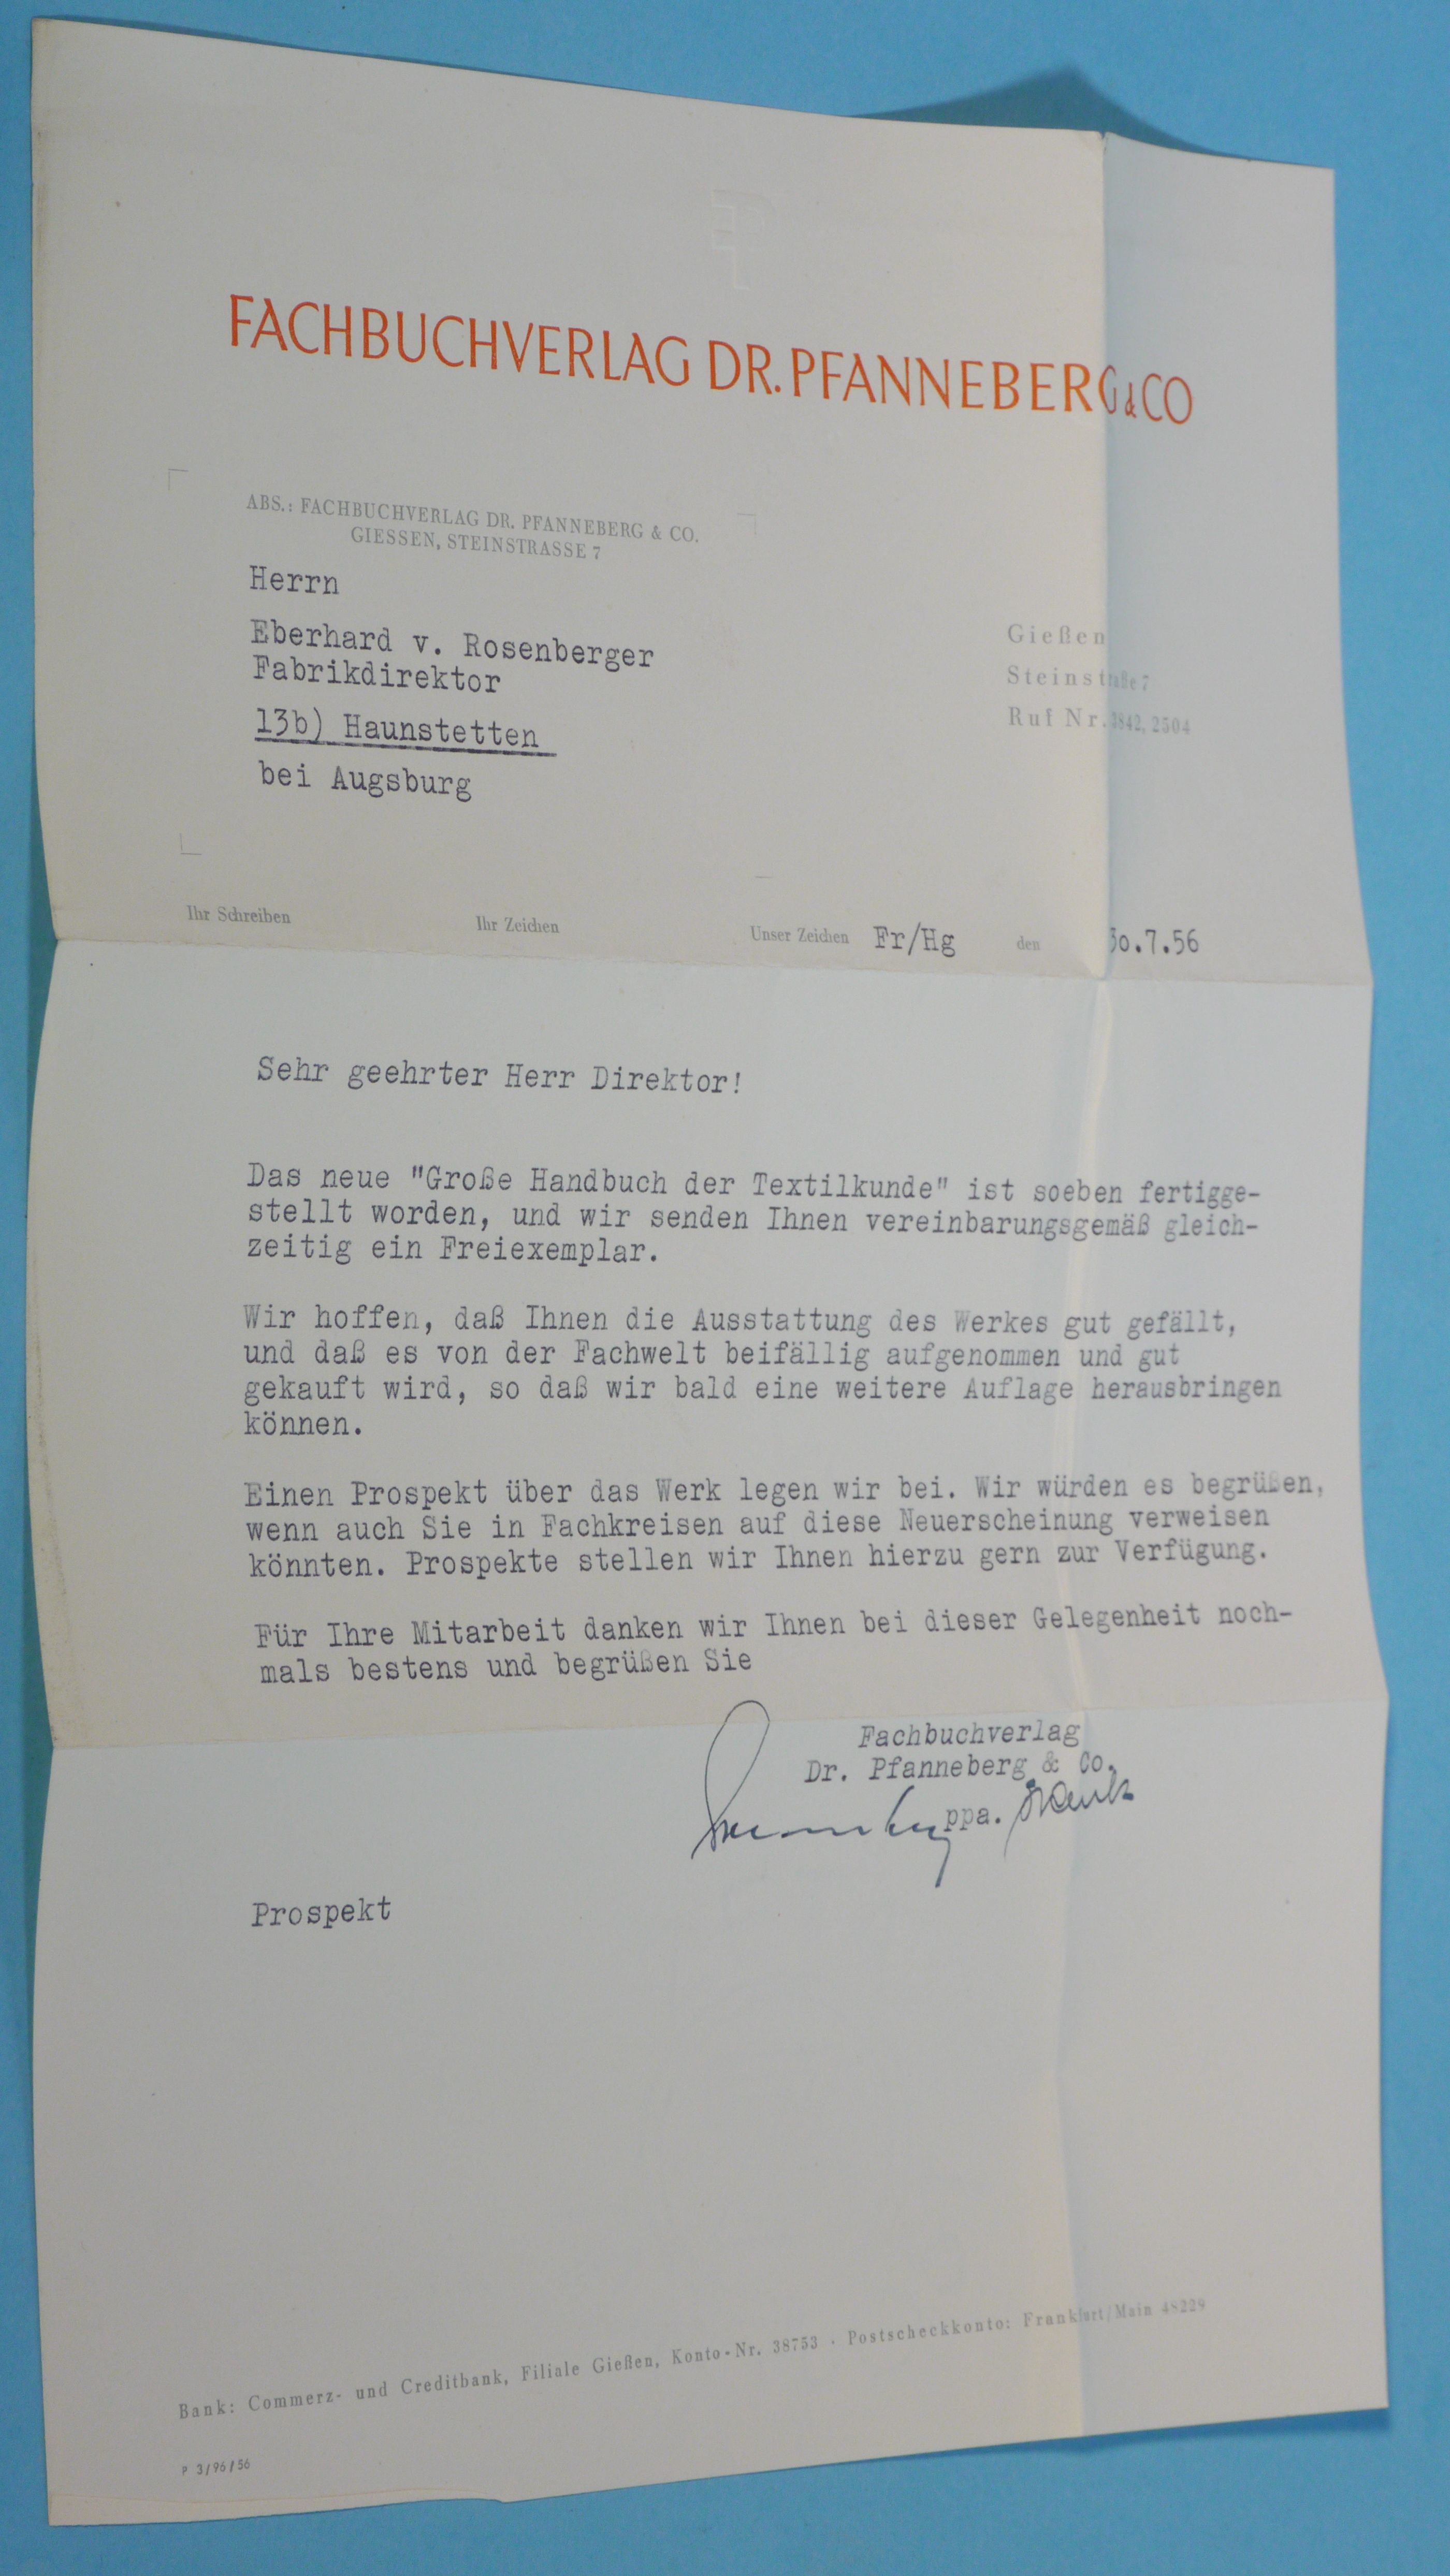 FACHBUCHVERLAG DR. PFANNEBERG & CO
ABS.: FACHBUCHVERLAG DR. PFANNEBERG & CO.
GIESSEN, STEINSTRASSE 7
Herrn
Eberhard v. Rosenberger
Fabrikdirektor
13b) Haunstetten
bei Augsburg
Gießen
Steinstraße 7
Ruf Nr. 3842, 2504
Ihr Schreiben Ihr Zeichen Unser Zeichen Fr/Hg den 3o.7.56
Sehr geehrter Herr Direktor!
Das neue "Große Handbuch der Textilkunde" ist soeben fertigge-
stellt worden, und wir senden Ihnen vereinbarungsgemäß gleich-
zeitig ein Freiexemplar.
Wir hoffen, daß Ihnen die Ausstattung des Werkes gut gefällt,
und daß es von der Fachwelt beifällig aufgenommen und gut
gekauft wird, so daß wir bald eine weitere Auflage herausbringen
können.
Einen Prospekt über das Werk legen wir bei. Wir würden es begrüßen,
wenn auch Sie in Fachkreisen auf diese Neuerscheinung verweisen
könnten. Prospekte stellen wir Ihnen hierzu gern zur Verfügung.
Für Ihre Mitarbeit danken wir Ihnen bei dieser Gelegenheit noch-
mals bestens und begrüßen Sie
Fachbuchverlag
Dr. Pfanneberg & Co.
ppa.
Prospekt
Bank: Commerz- und Creditbank, Filiale Gießen, Konto-Nr. 38753 · Postscheckkonto: Frankfurt/Main 48229
P 3/96/56